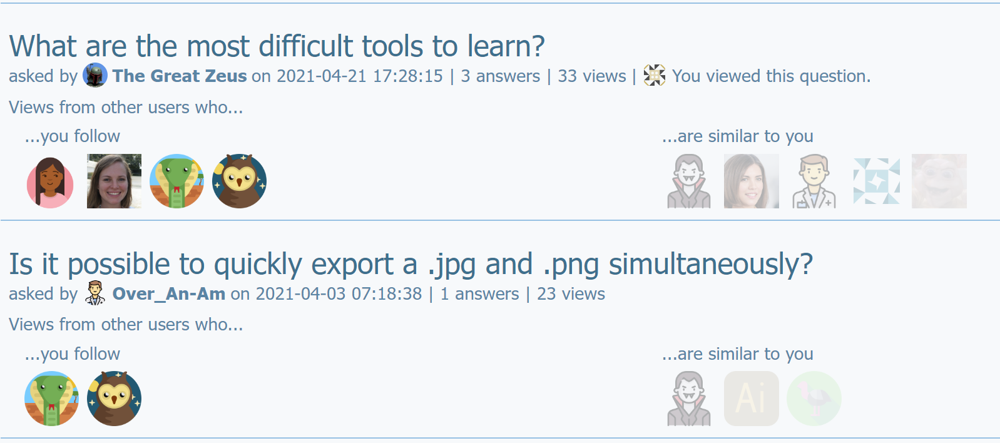 What are the most difficult tools to learn?
asked by The Great Zeus on 2021-04-21 17:28:15 | 3 answers | 33 views | You viewed this question.
Views from other users who...
...you follow
...are similar to you
Is it possible to quickly export a .jpg and .png simultaneously?
asked by Over_An-Am on 2021-04-03 07:18:38 | 1 answers | 23 views
Views from other users who...
...you follow
...are similar to you
Ai